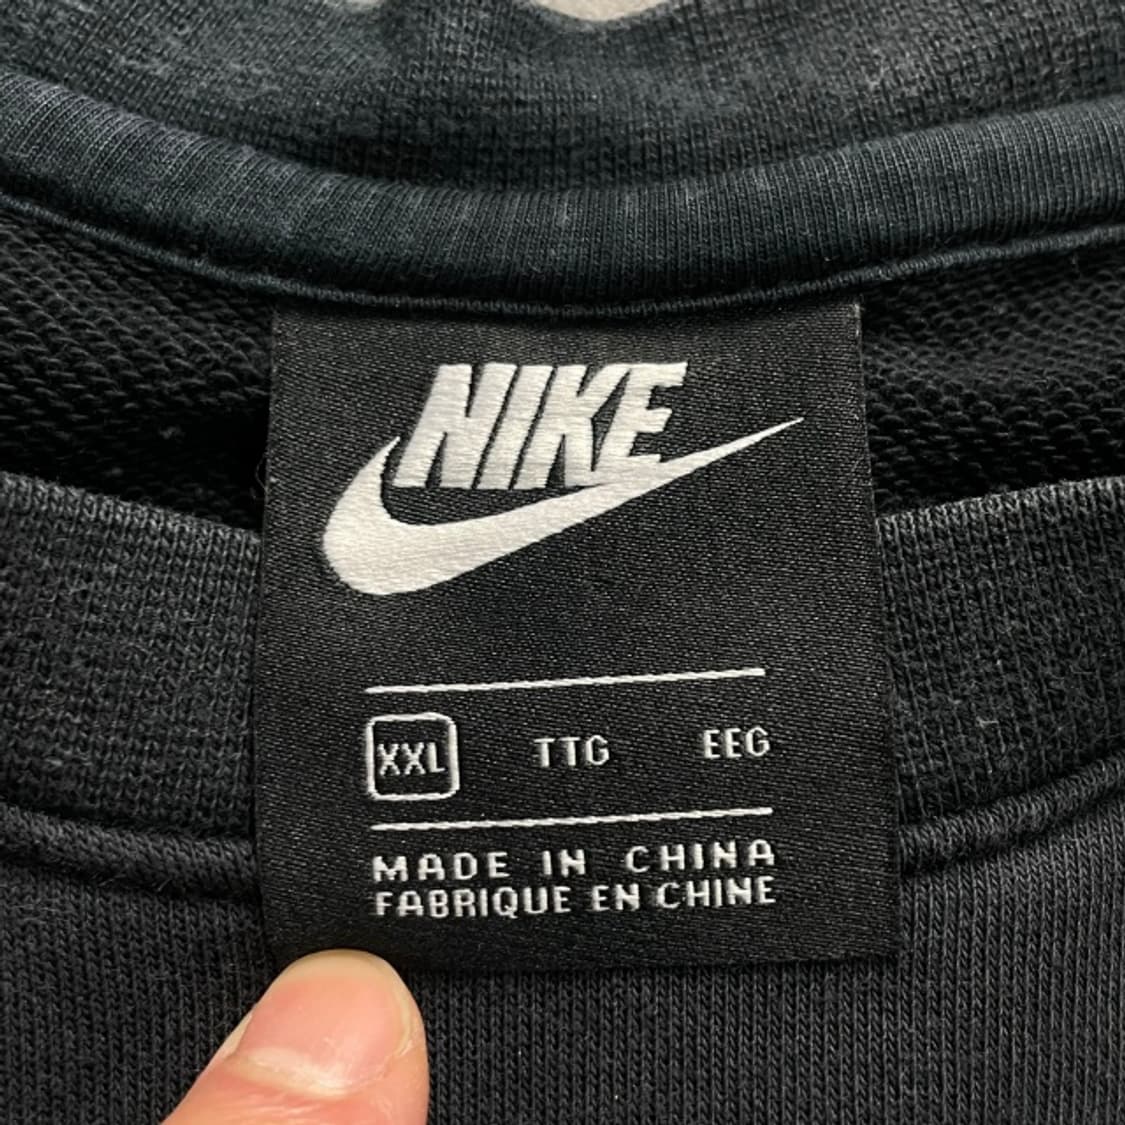 NIKE
XXL TTG EEG
MADE IN CHINA
FABRIQUE EN CHINE